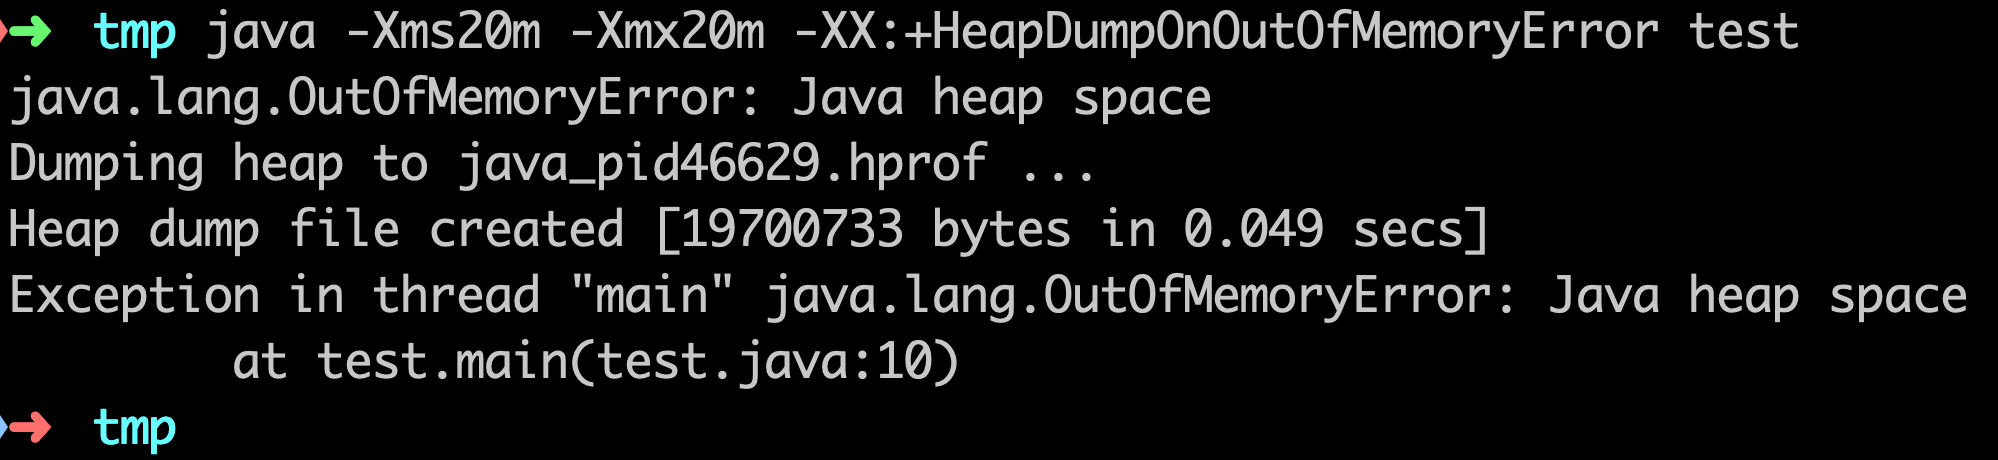 ➜ tmp java -Xms20m -Xmx20m -XX:+HeapDumpOnOutOfMemoryError test
java.lang.OutOfMemoryError: Java heap space
Dumping heap to java_pid46629.hprof ...
Heap dump file created [19700733 bytes in 0.049 secs]
Exception in thread "main" java.lang.OutOfMemoryError: Java heap space
        at test.main(test.java:10)
➜ tmp